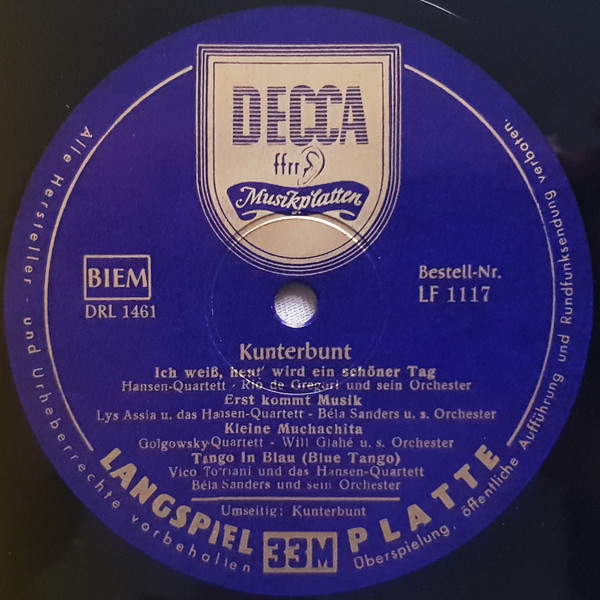 DECCA
ffrr
Musikplatten
BIEM
DRL 1461
Bestell-Nr.
LF 1117
Kunterbunt
Ich weiß, heut' wird ein schöner Tag
Hansen-Quartett - Rio de Gregori und sein Orchester
Erst kommt Musik
Lys Assia u. das Hansen-Quartett - Béla Sanders u. s. Orchester
Kleine Muchachita
Golgowsky-Quartett - Will Glahé u. s. Orchester
Tango In Blau (Blue Tango)
Vico Torriani und das Hansen-Quartett
Béla Sanders und sein Orchester
Umseitig: Kunterbunt
LANGSPIEL 33M PLATTE
Alle Hersteller- und Urheberrechte vorbehalten
Überspielung, öffentliche Aufführung und Rundfunksendung verboten.